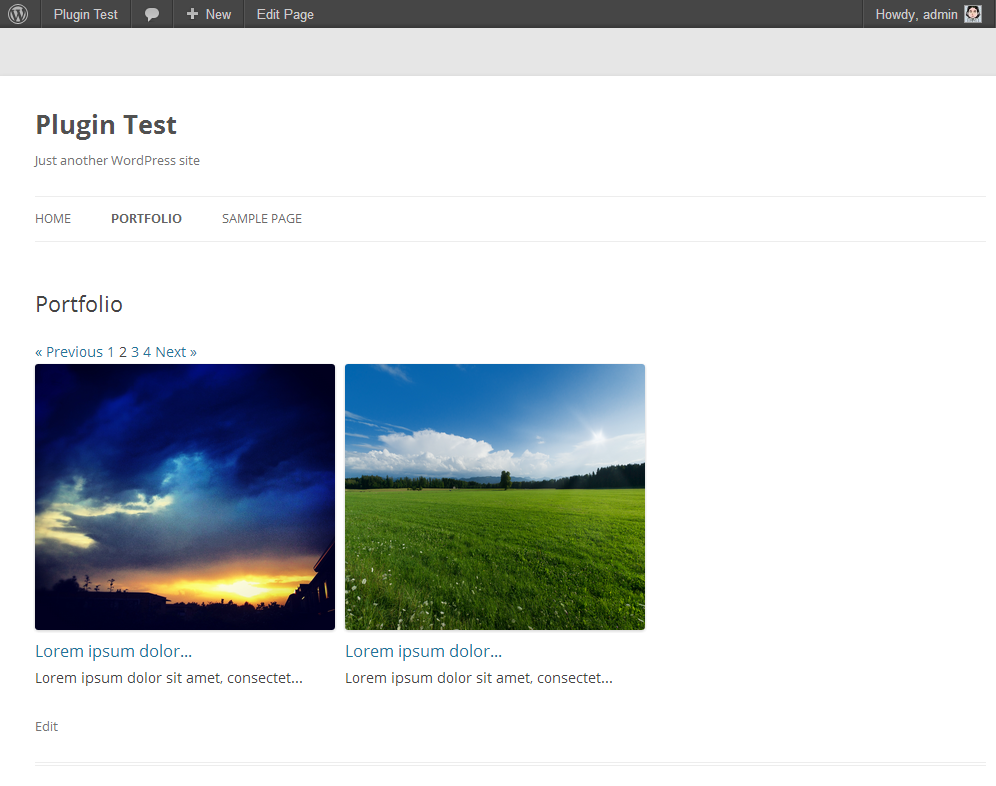 Plugin Test
New
Edit Page
Howdy, admin
Plugin Test
Just another WordPress site
HOME
PORTFOLIO
SAMPLE PAGE
Portfolio
« Previous 1 2 3 4 Next »
Lorem ipsum dolor...
Lorem ipsum dolor sit amet, consectet...
Lorem ipsum dolor...
Lorem ipsum dolor sit amet, consectet...
Edit